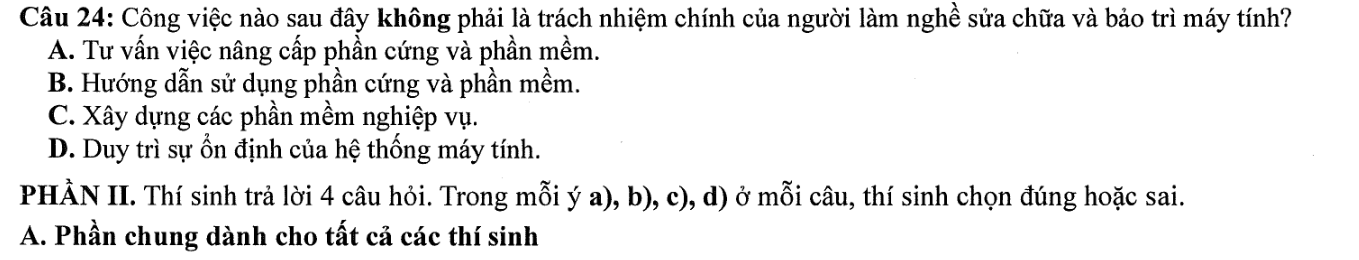 Câu 24: Công việc nào sau đây không phải là trách nhiệm chính của người làm nghề sửa chữa và bảo trì máy tính?
A. Tư vấn việc nâng cấp phần cứng và phần mềm.
B. Hướng dẫn sử dụng phần cứng và phần mềm.
C. Xây dựng các phần mềm nghiệp vụ.
D. Duy trì sự ổn định của hệ thống máy tính.
PHẦN II. Thí sinh trả lời 4 câu hỏi. Trong mỗi ý a), b), c), d) ở mỗi câu, thí sinh chọn đúng hoặc sai.
A. Phần chung dành cho tất cả các thí sinh